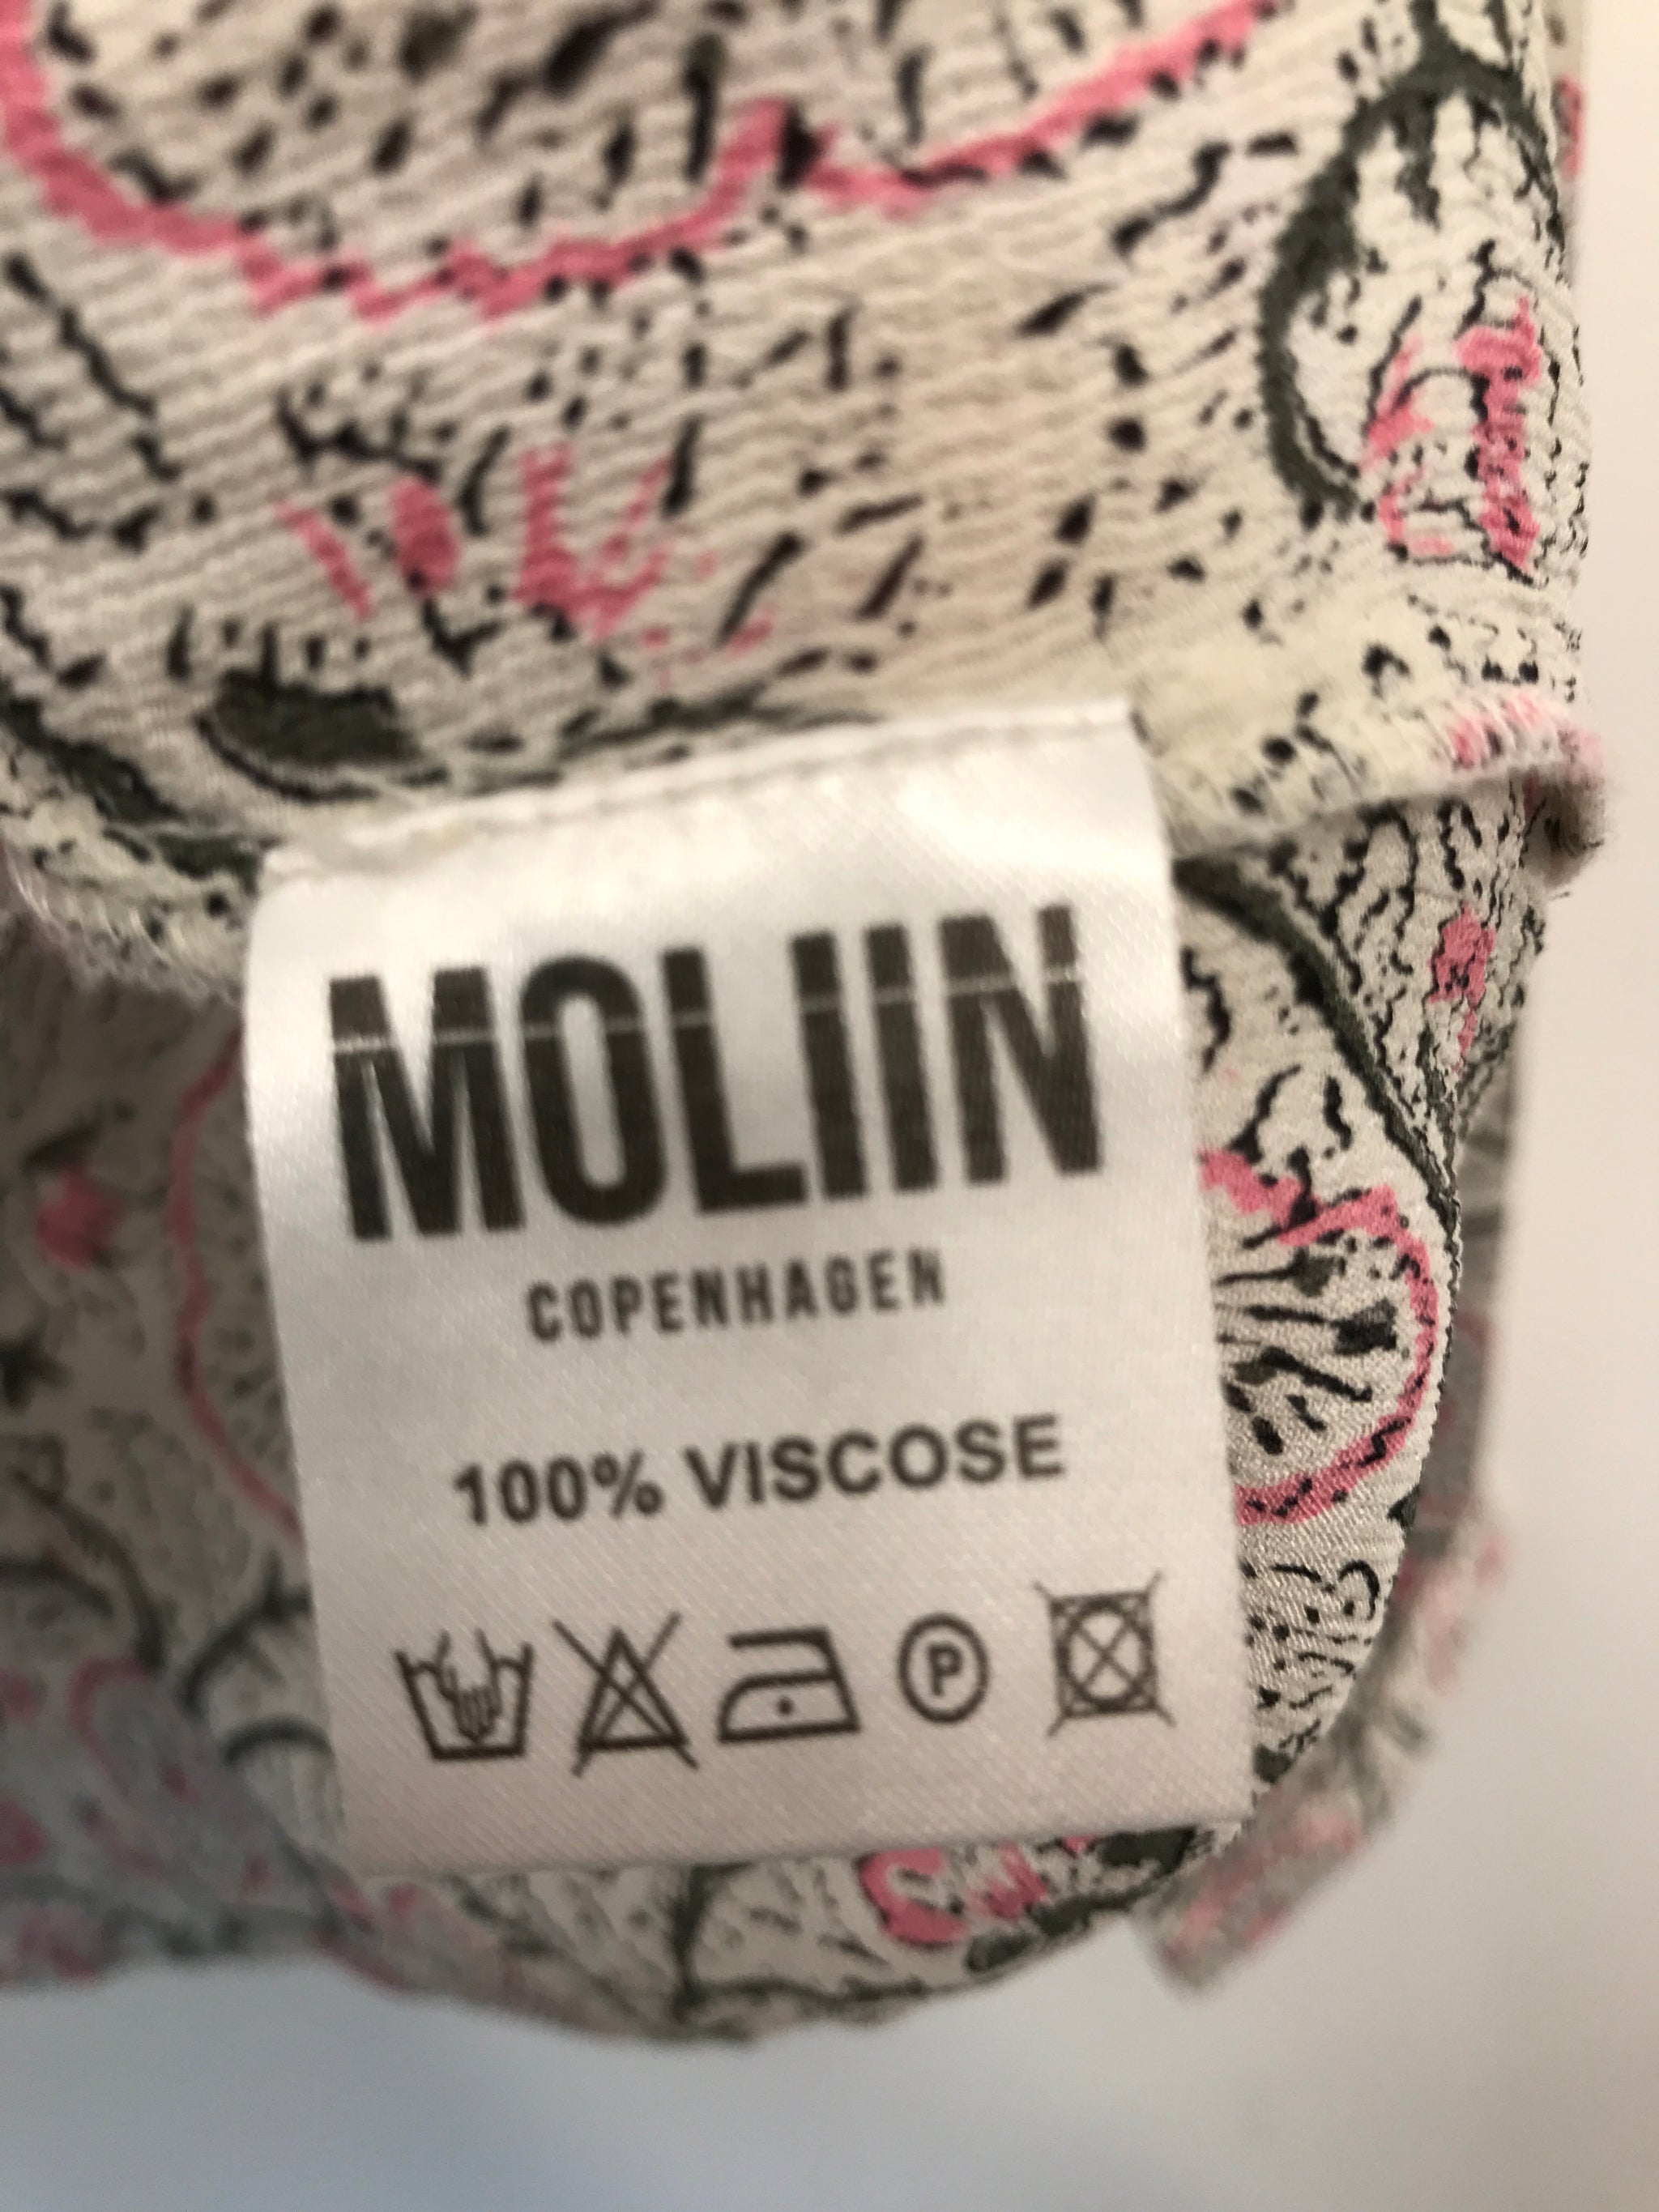 MOLIIN
COPENHAGEN
100% VISCOSE
P